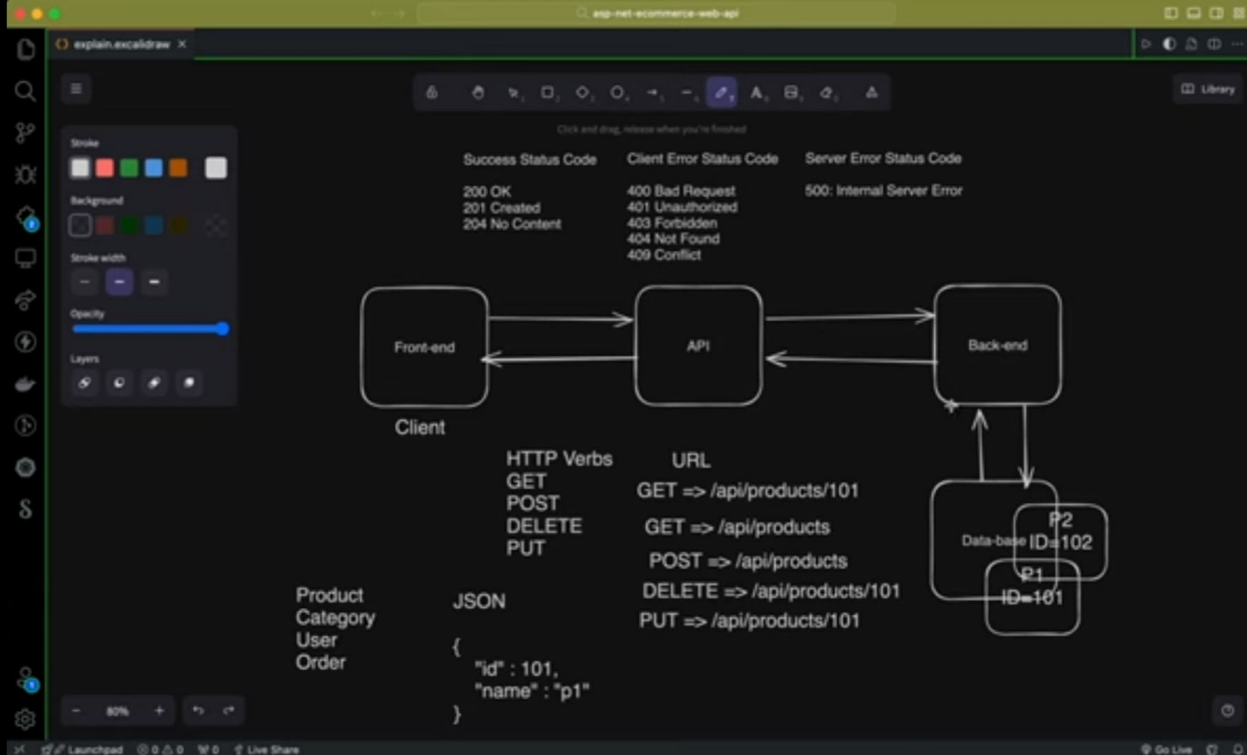 asp-net-ecommerce-web-api
explain.excalidraw
Library
Click and drag, release when you're finished
Stroke
Background
Stroke width
Opacity
Layers
Success Status Code
200 OK
201 Created
204 No Content
Client Error Status Code
400 Bad Request
401 Unauthorized
403 Forbidden
404 Not Found
409 Conflict
Server Error Status Code
500: Internal Server Error
Front-end
API
Back-end
Client
HTTP Verbs
GET
POST
DELETE
PUT
URL
GET => /api/products/101
GET => /api/products
POST => /api/products
DELETE => /api/products/101
PUT => /api/products/101
Data-base
P2
ID=102
P1
ID=101
Product
Category
User
Order
JSON
{
"id" : 101,
"name" : "p1"
}
80%
Launchpad 0 0 0 Live Share
Go Live